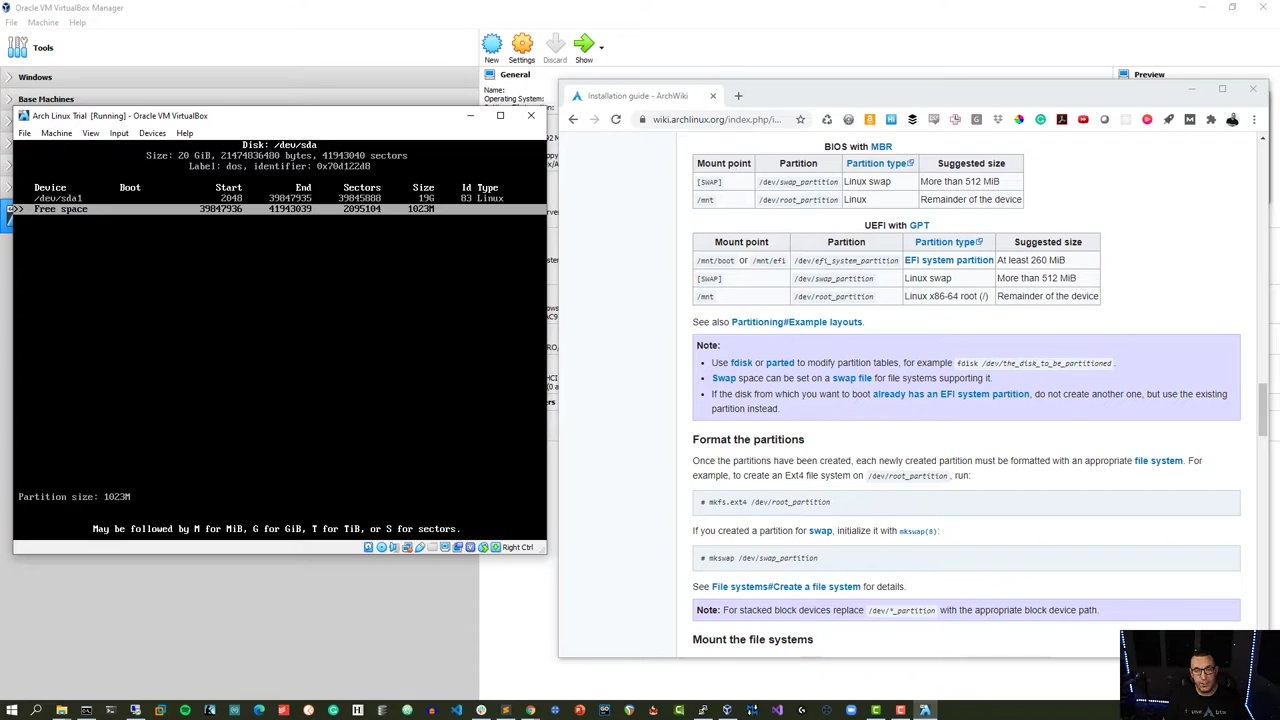 Oracle VM VirtualBox Manager
File Machine Help
Tools
Windows
Base Machines
New Settings Discard Show
General
Name:
Operating System:
Preview
Arch Linux Trial [Running] - Oracle VM VirtualBox
File Machine View Input Devices Help
Disk: /dev/sda
Size: 20 GiB, 21474836480 bytes, 41943040 sectors
Label: dos, identifier: 0x70d122d8
Device Boot Start End Sectors Size Id Type
/dev/sda1 2048 39847935 39845888 19G 83 Linux
>> Free space 39847936 41943039 2095104 1023M
Partition size: 1023M
May be followed by M for MiB, G for GiB, T for TiB, or S for sectors.
Right Ctrl
Installation guide - ArchWiki
wiki.archlinux.org/index.php/i...
BIOS with MBR
Mount point Partition Partition type Suggested size
[SWAP] /dev/swap_partition Linux swap More than 512 MiB
/mnt /dev/root_partition Linux Remainder of the device
UEFI with GPT
Mount point Partition Partition type Suggested size
/mnt/boot or /mnt/efi /dev/efi_system_partition EFI system partition At least 260 MiB
[SWAP] /dev/swap_partition Linux swap More than 512 MiB
/mnt /dev/root_partition Linux x86-64 root (/) Remainder of the device
See also Partitioning#Example layouts.
Note:
• Use fdisk or parted to modify partition tables, for example fdisk /dev/the_disk_to_be_partitioned.
• Swap space can be set on a swap file for file systems supporting it.
• If the disk from which you want to boot already has an EFI system partition, do not create another one, but use the existing
partition instead.
Format the partitions
Once the partitions have been created, each newly created partition must be formatted with an appropriate file system. For
example, to create an Ext4 file system on /dev/root_partition, run:
# mkfs.ext4 /dev/root_partition
If you created a partition for swap, initialize it with mkswap(8):
# mkswap /dev/swap_partition
See File systems#Create a file system for details.
Note: For stacked block devices replace /dev/*_partition with the appropriate block device path.
Mount the file systems